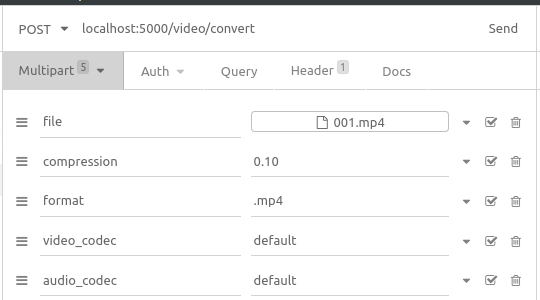 POST localhost:5000/video/convert Send
Multipart 5 Auth Query Header 1 Docs
file 001.mp4
compression 0.10
format .mp4
video_codec default
audio_codec default